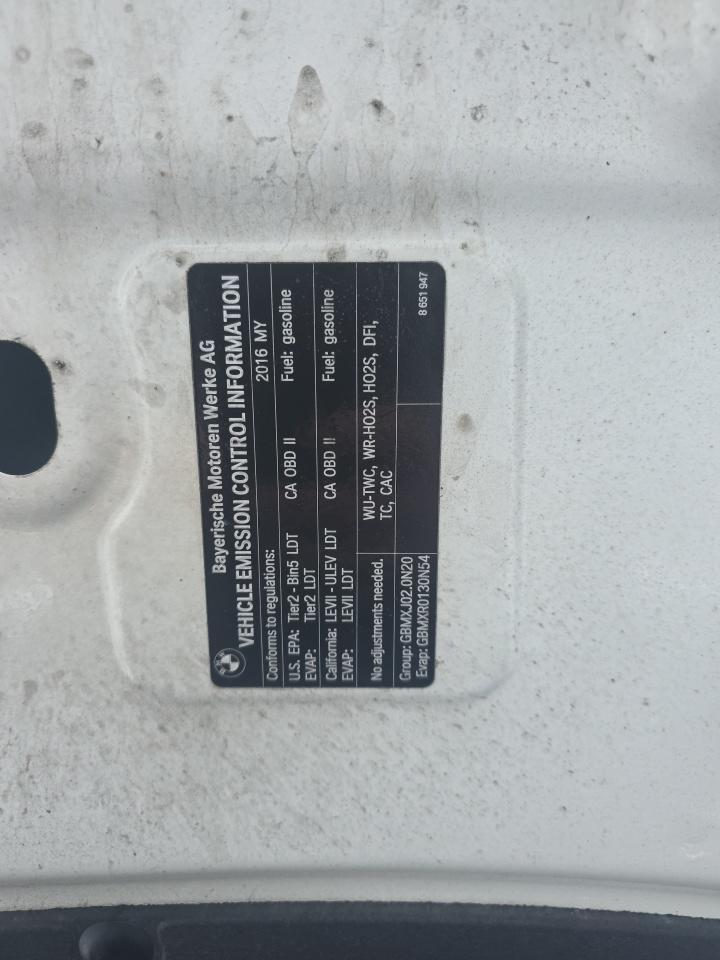 Bayerische Motoren Werke AG
VEHICLE EMISSION CONTROL INFORMATION
Conforms to regulations: 2016 MY
U.S. EPA: Tier2 - Bin5 LDT CA OBD II Fuel: gasoline
EVAP: Tier2 LDT
California: LEVII - ULEV LDT CA OBD II Fuel: gasoline
EVAP: LEVII LDT
No adjustments needed. WU-TWC, WR-HO2S, HO2S, DFI,
TC, CAC
Group: GBMXJ02.0N20
Evap: GBMXR0130N54
8 651 947